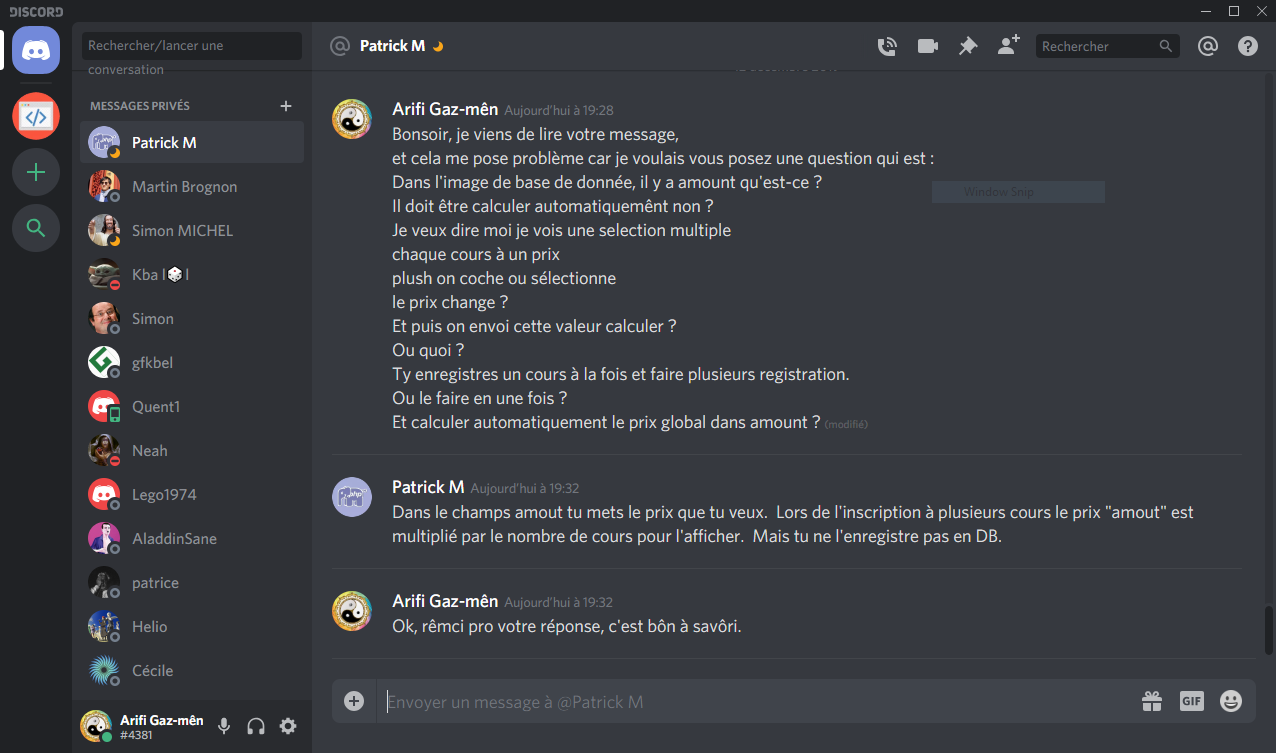 DISCORD
Rechercher/lancer une
conversation
MESSAGES PRIVÉS
Patrick M
Martin Brognon
Simon MICHEL
Kba l🎲l
Simon
gfkbel
Quent1
Neah
Lego1974
AladdinSane
patrice
Helio
Cécile
Arifi Gaz-mên
#4381
@ Patrick M
Rechercher
Arifi Gaz-mên Aujourd'hui à 19:28
Bonsoir, je viens de lire votre message,
et cela me pose problème car je voulais vous posez une question qui est :
Dans l'image de base de donnée, il y a amount qu'est-ce ?
Window Snip
Il doit être calculer automatiquemênt non ?
Je veux dire moi je vois une selection multiple
chaque cours à un prix
plush on coche ou sélectionne
le prix change ?
Et puis on envoi cette valeur calculer ?
Ou quoi ?
Ty enregistres un cours à la fois et faire plusieurs registration.
Ou le faire en une fois ?
Et calculer automatiquement le prix global dans amount ? (modifié)
php
Patrick M Aujourd'hui à 19:32
Dans le champs amout tu mets le prix que tu veux.  Lors de l'inscription à plusieurs cours le prix "amout" est
multiplié par le nombre de cours pour l'afficher.  Mais tu ne l'enregistre pas en DB.
Arifi Gaz-mên Aujourd'hui à 19:32
Ok, rêmci pro votre réponse, c'est bôn à savôri.
Envoyer un message à @Patrick M
GIF